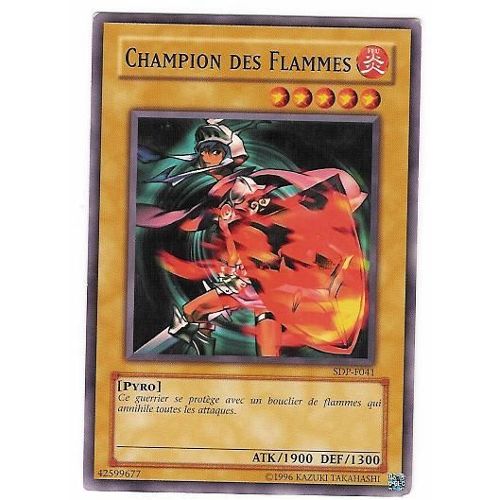 CHAMPION DES FLAMMES
FEU
炎
SDP-F041
[PYRO]
Ce guerrier se protège avec un bouclier de flammes qui
annihile toutes les attaques.
ATK/1900 DEF/1300
42599677
©1996 KAZUKI TAKAHASHI